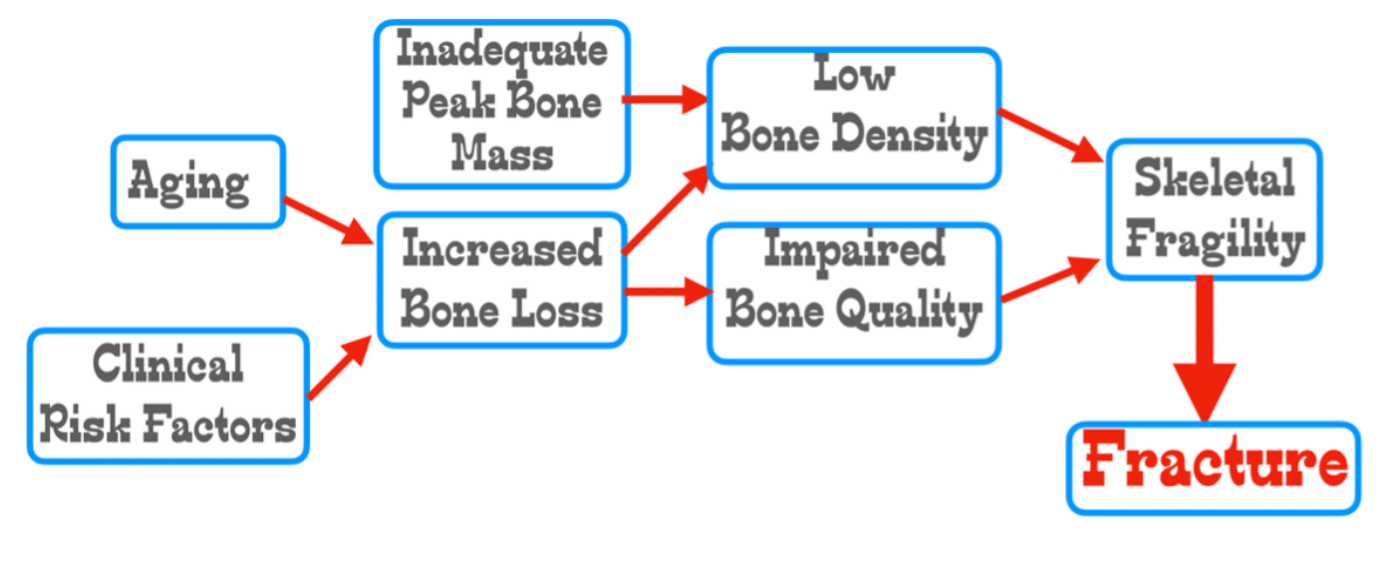 Inadequate
Peak Bone
Mass
Low
Bone Density
Aging
Skeletal
Fragility
Increased
Bone Loss
Impaired
Bone Quality
Clinical
Risk Factors
Fracture